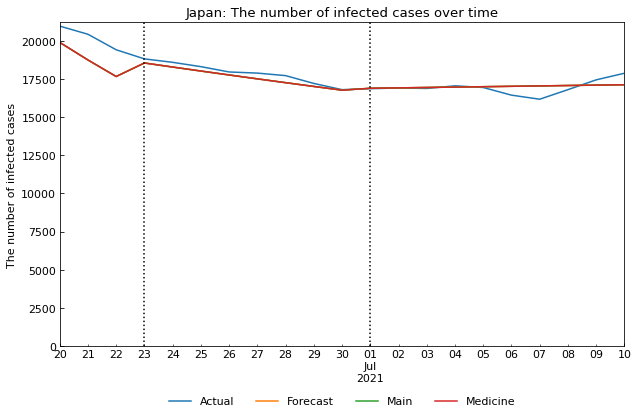 Japan: The number of infected cases over time
The number of infected cases
20000
17500
15000
12500
10000
7500
5000
2500
0
20 21 22 23 24 25 26 27 28 29 30 01 02 03 04 05 06 07 08 09 10
Jul
2021
Actual Forecast Main Medicine